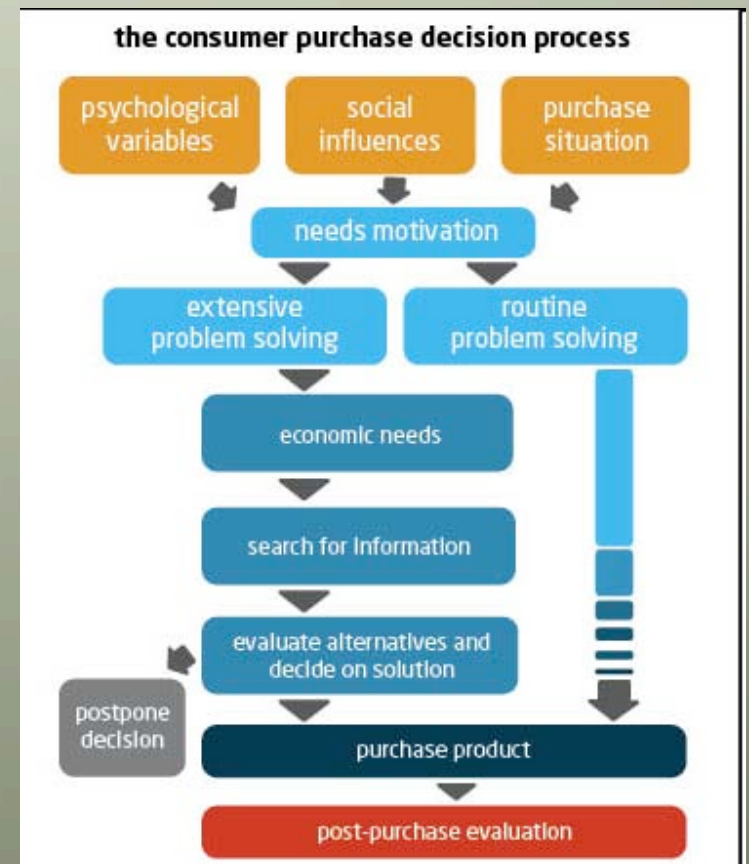 the consumer purchase decision process
psychological
variables
social
influences
purchase
situation
needs motivation
extensive
problem solving
routine
problem solving
economic needs
search for information
evaluate alternatives and
decide on solution
postpone
decision
purchase product
post-purchase evaluation